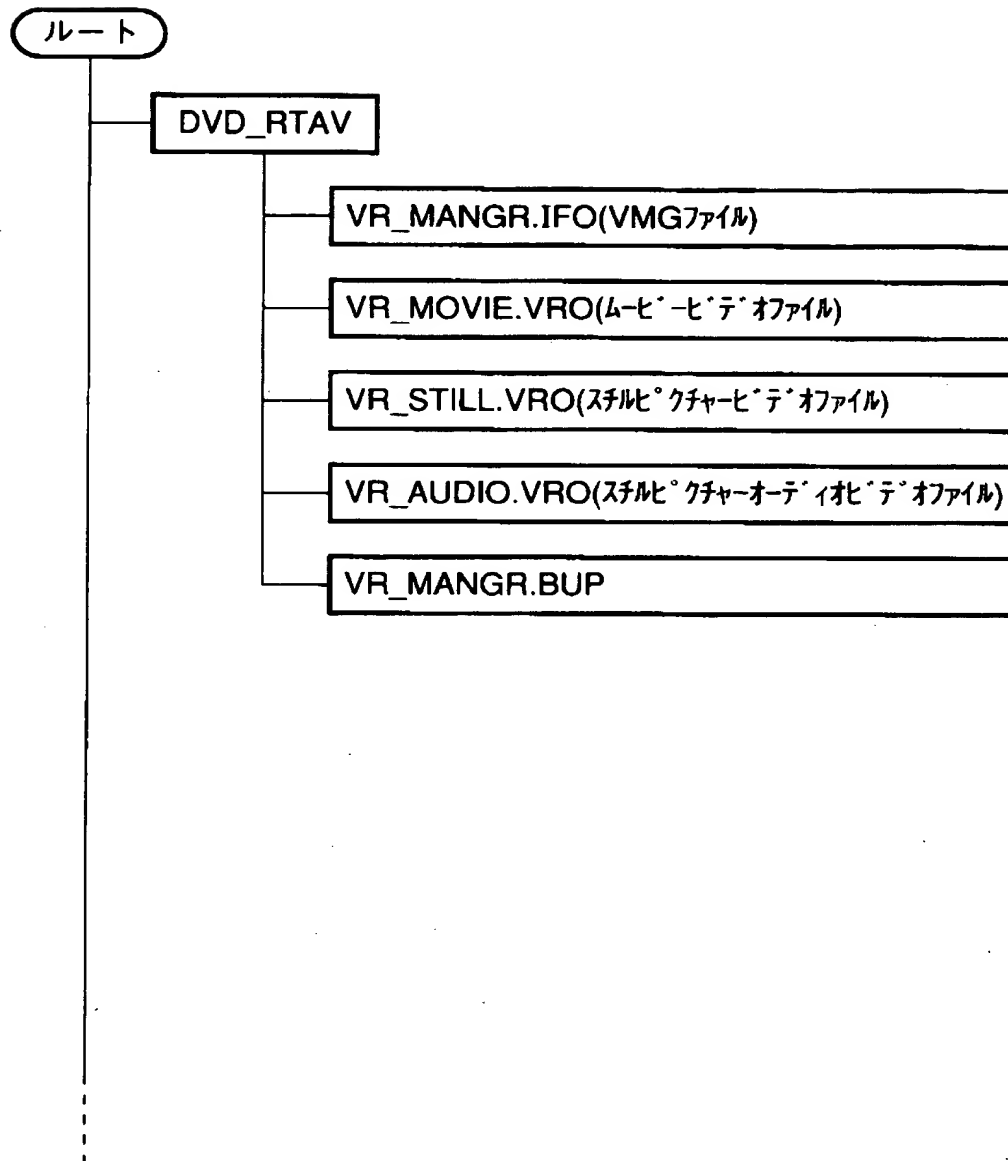 ルート
DVD_RTAV
VR_MANGR.IFO(VMGファイル)
VR_MOVIE.VRO(ムービービデオファイル)
VR_STILL.VRO(スチルピクチャービデオファイル)
VR_AUDIO.VRO(スチルピクチャーオーディオビデオファイル)
VR_MANGR.BUP